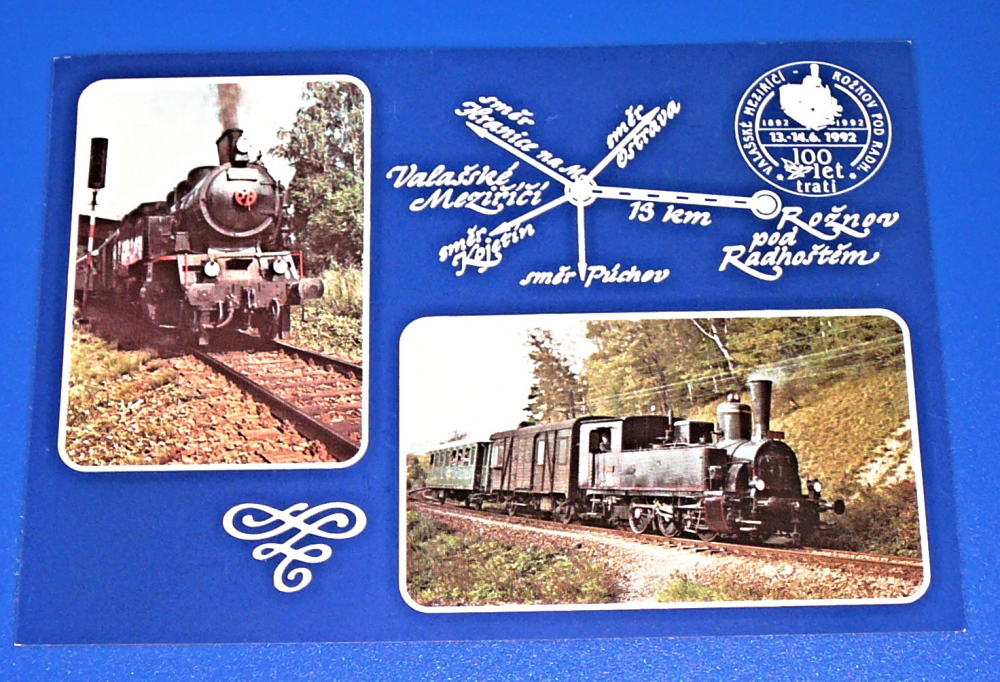 směr
Hranice na M.
směr
Ostrava
Valašské
Meziříčí
13 km
Rožnov
pod
Radhoštěm
směr
Kojetín
směr Púchov
VALAŠSKÉ MEZIŘÍČÍ ROŽNOV POD RADH.
1892 1992
13.-14.6. 1992
100
let
trati